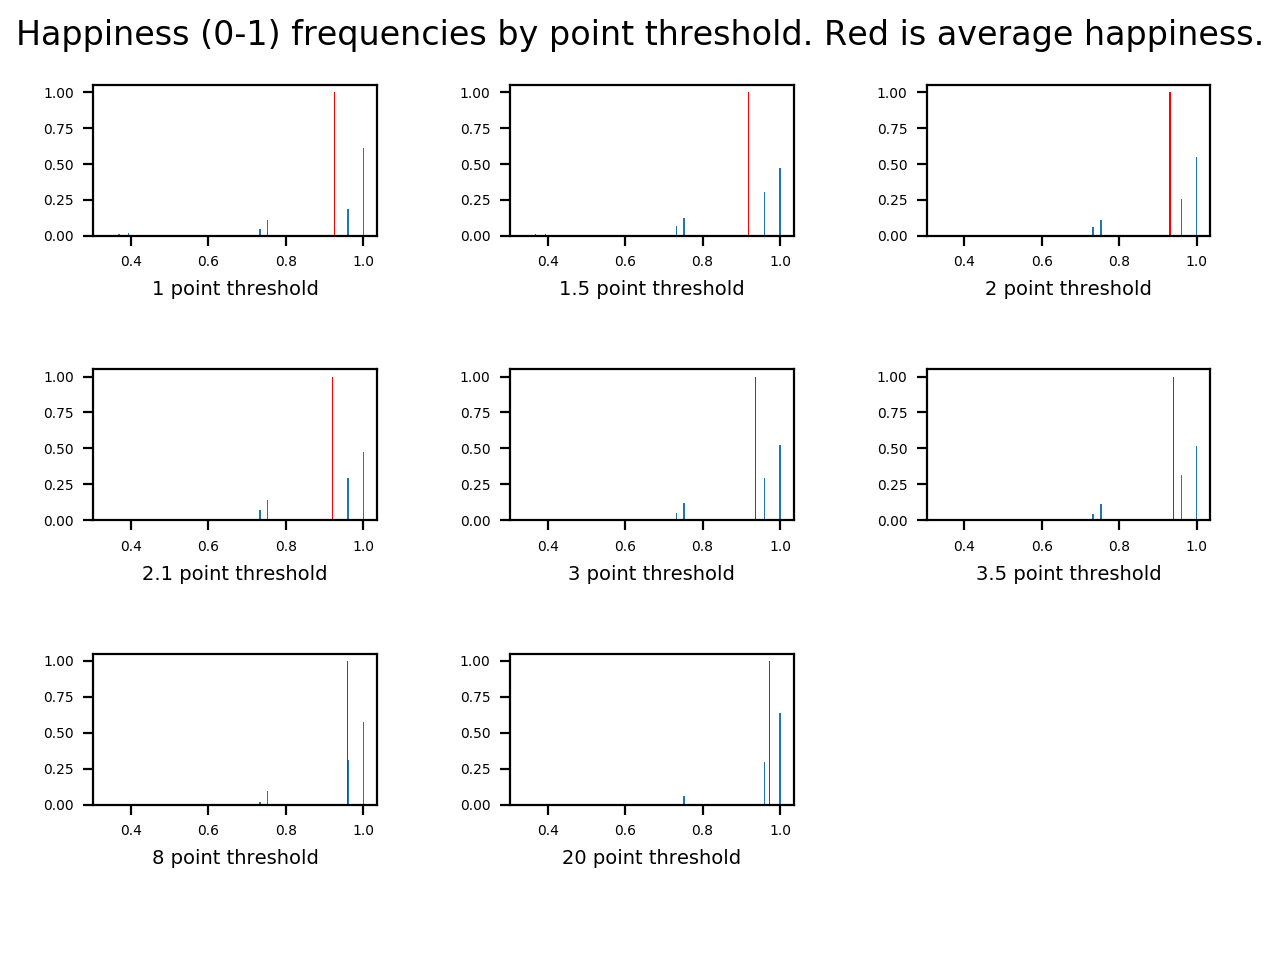 Happiness (0-1) frequencies by point threshold. Red is average happiness.
1.00 1.00 1.00
0.75 0.75 0.75
0.50 0.50 0.50
0.25 0.25 0.25
0.00 0.00 0.00
0.4 0.6 0.8 1.0 0.4 0.6 0.8 1.0 0.4 0.6 0.8 1.0
1 point threshold 1.5 point threshold 2 point threshold
1.00 1.00 1.00
0.75 0.75 0.75
0.50 0.50 0.50
0.25 0.25 0.25
0.00 0.00 0.00
0.4 0.6 0.8 1.0 0.4 0.6 0.8 1.0 0.4 0.6 0.8 1.0
2.1 point threshold 3 point threshold 3.5 point threshold
1.00 1.00
0.75 0.75
0.50 0.50
0.25 0.25
0.00 0.00
0.4 0.6 0.8 1.0 0.4 0.6 0.8 1.0
8 point threshold 20 point threshold